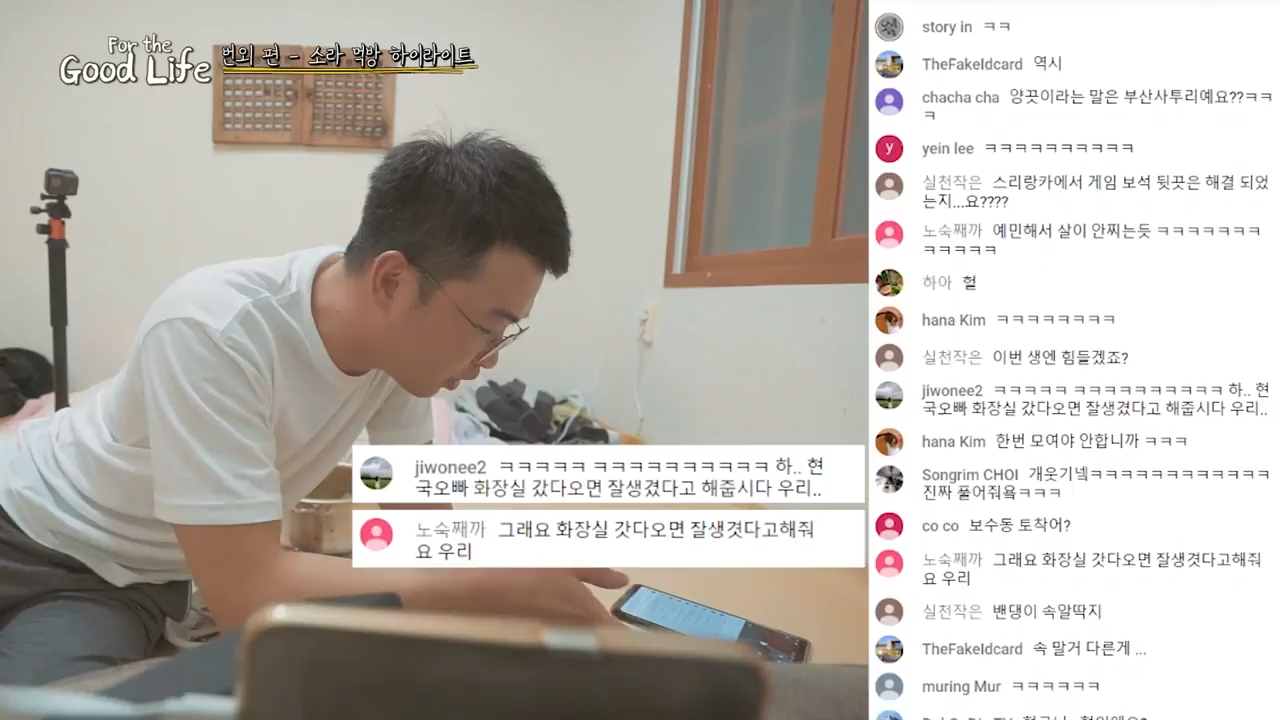 For the
Good Life
번외 편 - 소라 먹방 하이라이트
jiwonee2 ㅋㅋㅋㅋㅋ ㅋㅋㅋㅋㅋㅋㅋㅋㅋㅋ 하.. 현
국오빠 화장실 갔다오면 잘생겼다고 해줍시다 우리..
노숙째까 그래요 화장실 갓다오면 잘생겻다고해줘
요 우리
story in ㅋㅋ
TheFakeIdcard 역시
chacha cha 양끗이라는 말은 부산사투리예요??ㅋㅋ
ㅋ
yein lee ㅋㅋㅋㅋㅋㅋㅋㅋㅋㅋ
실천작은 스리랑카에서 게임 보석 뒷끗은 해결 되었
는지...요????
노숙째까 예민해서 살이 안찌는듯 ㅋㅋㅋㅋㅋㅋㅋ
ㅋㅋㅋㅋㅋ
하아 헐
hana Kim ㅋㅋㅋㅋㅋㅋㅋㅋ
실천작은 이번 생엔 힘들겠죠?
jiwonee2 ㅋㅋㅋㅋㅋ ㅋㅋㅋㅋㅋㅋㅋㅋㅋㅋ 하.. 현
국오빠 화장실 갔다오면 잘생겼다고 해줍시다 우리..
hana Kim 한번 모여야 안합니까 ㅋㅋㅋ
Songrim CHOI 개웃기넼ㅋㅋㅋㅋㅋㅋㅋㅋㅋㅋㅋㅋ
진짜 풀어줘욬ㅋㅋㅋ
co co 보수동 토착어?
노숙째까 그래요 화장실 갓다오면 잘생겻다고해줘
요 우리
실천작은 밴댕이 속알딱지
TheFakeIdcard 속 말거 다른게 ...
muring Mur ㅋㅋㅋㅋㅋㅋ